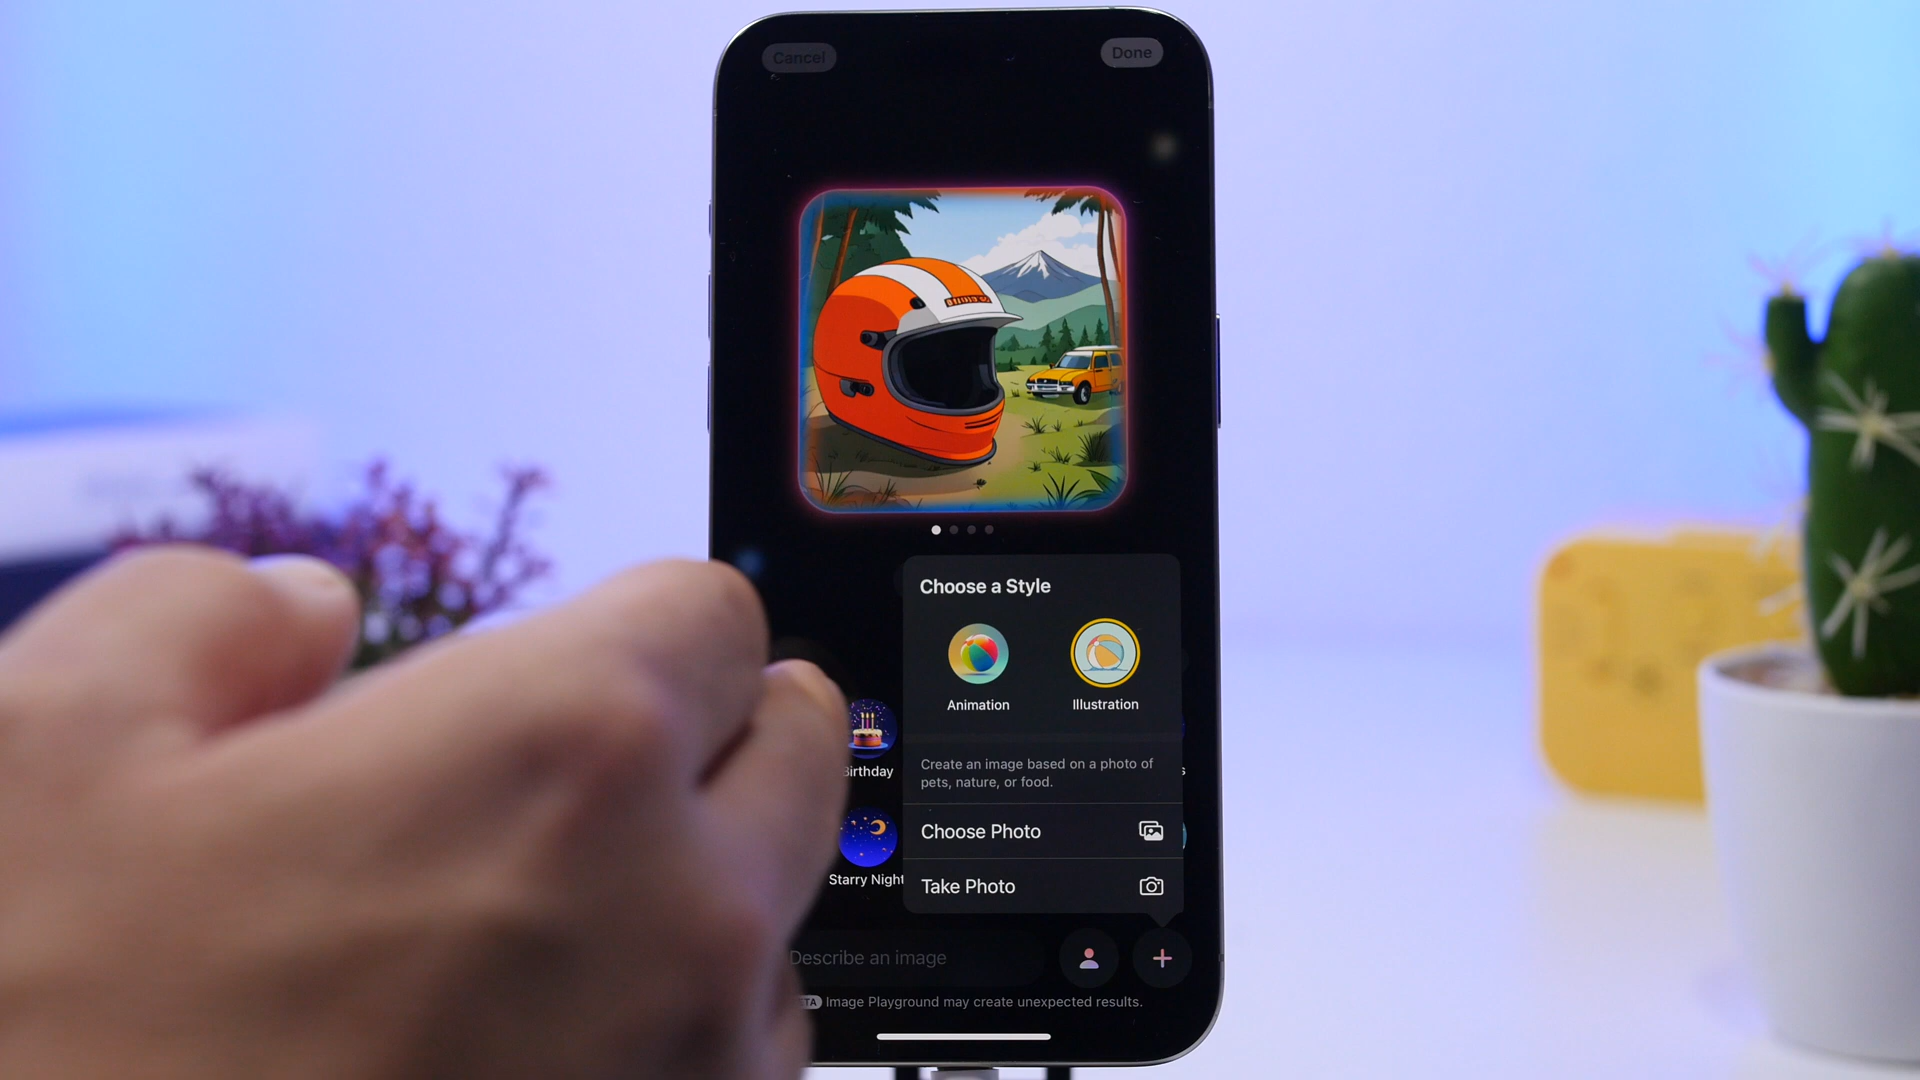 Cancel
Done
Choose a Style
Animation
Illustration
Birthday
Create an image based on a photo of
pets, nature, or food.
Choose Photo
Starry Night
Take Photo
Describe an image
Image Playground may create unexpected results.